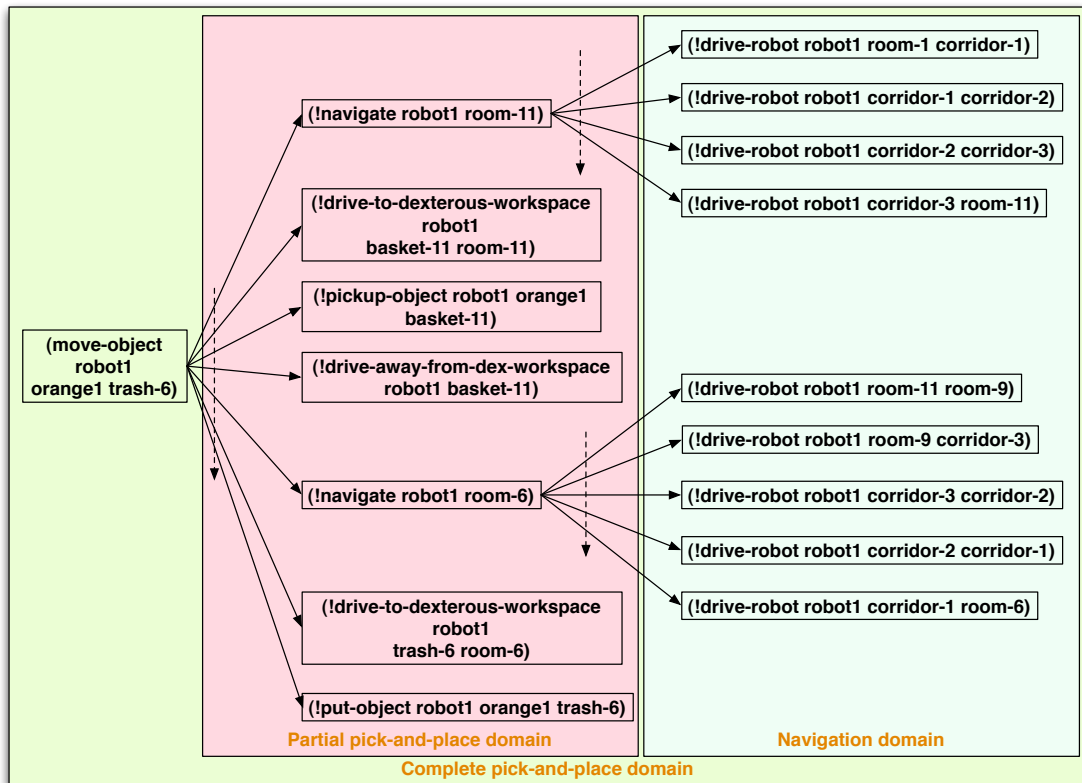 (move-object
robot1
orange1 trash-6)
(!navigate robot1 room-11)
(!drive-to-dexterous-workspace
robot1
basket-11 room-11)
(!pickup-object robot1 orange1
basket-11)
(!drive-away-from-dex-workspace
robot1 basket-11)
(!navigate robot1 room-6)
(!drive-to-dexterous-workspace
robot1
trash-6 room-6)
(!put-object robot1 orange1 trash-6)
Partial pick-and-place domain
(!drive-robot robot1 room-1 corridor-1)
(!drive-robot robot1 corridor-1 corridor-2)
(!drive-robot robot1 corridor-2 corridor-3)
(!drive-robot robot1 corridor-3 room-11)
(!drive-robot robot1 room-11 room-9)
(!drive-robot robot1 room-9 corridor-3)
(!drive-robot robot1 corridor-3 corridor-2)
(!drive-robot robot1 corridor-2 corridor-1)
(!drive-robot robot1 corridor-1 room-6)
Navigation domain
Complete pick-and-place domain